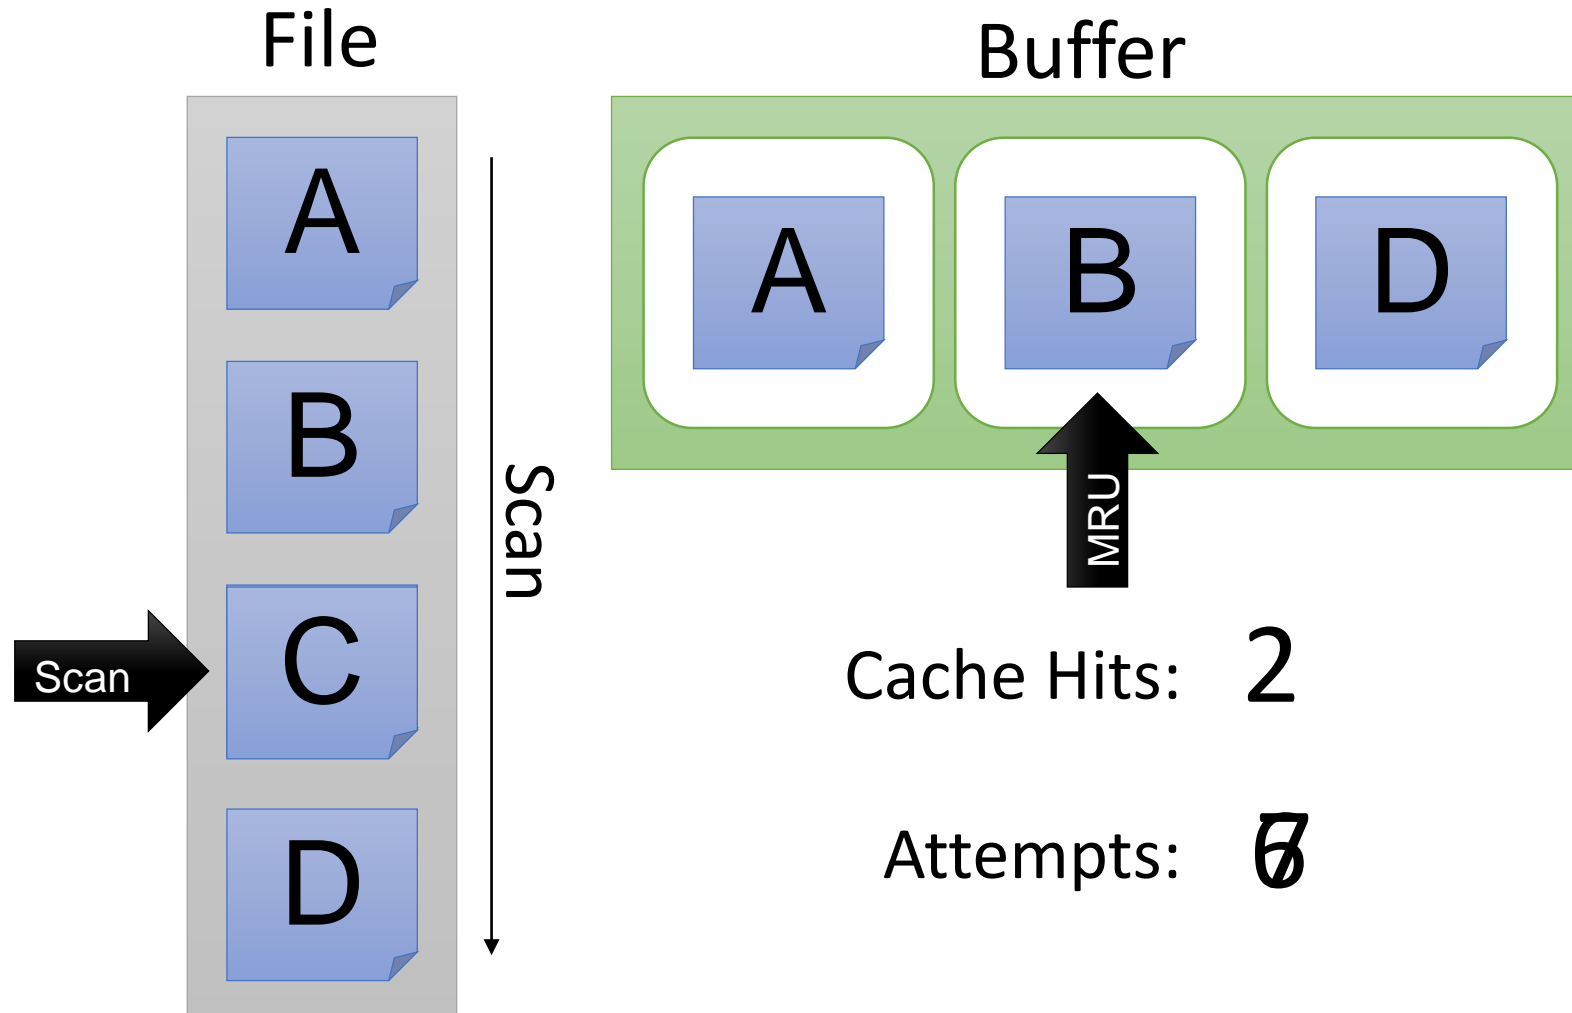 File
A
B
C
D
Scan
Scan
Buffer
A
B
D
MRU
Cache Hits: 2
Attempts: